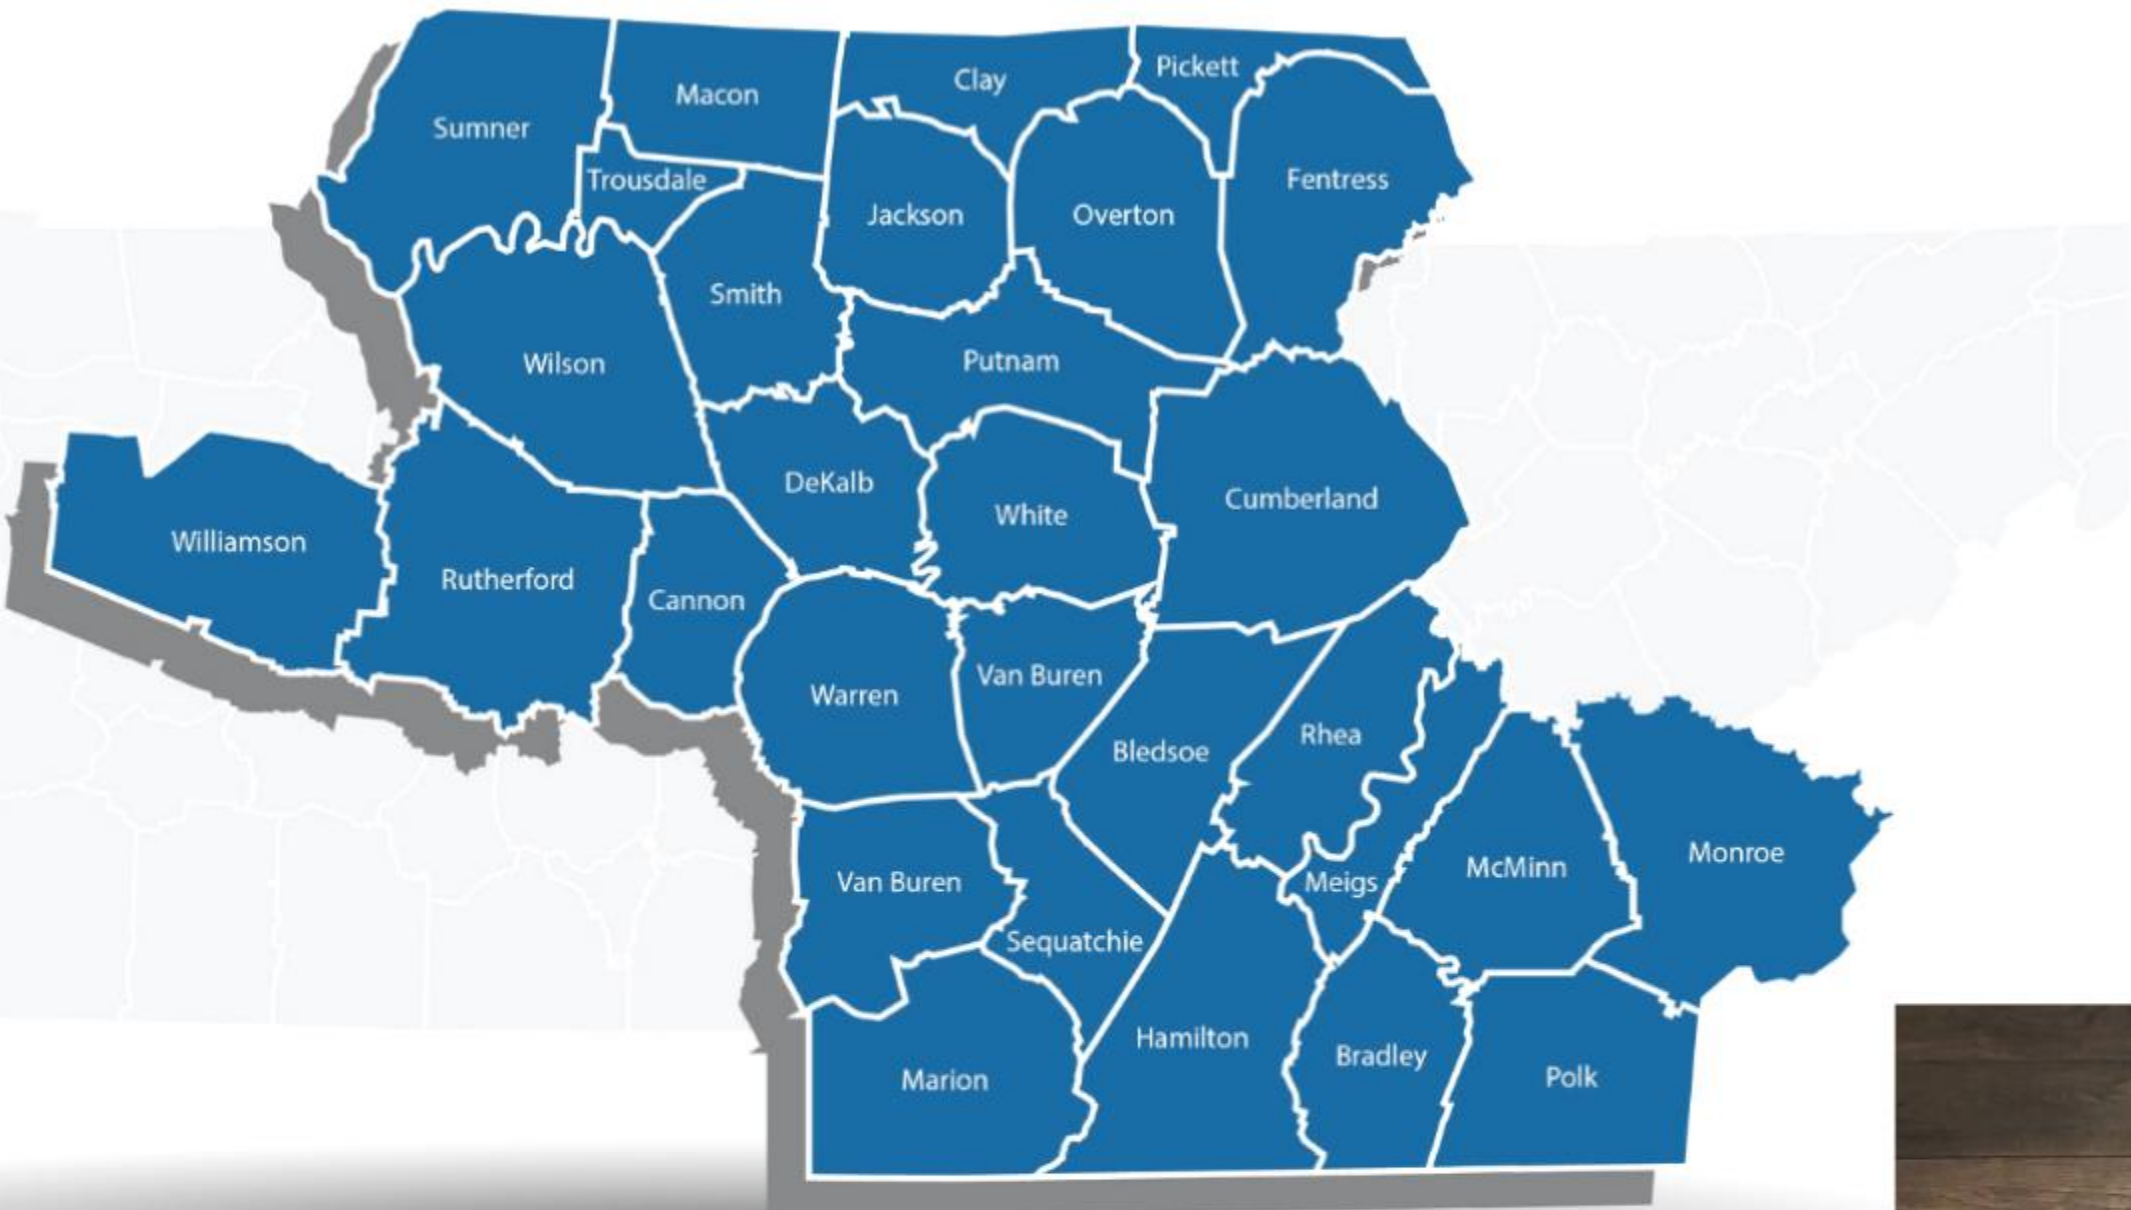 Pickett
Clay
Macon
Sumner
Trousdale
Fentress
Jackson
Overton
Smith
Putnam
Wilson
DeKalb
Cumberland
White
Williamson
Rutherford
Cannon
Van Buren
Warren
Rhea
Bledsoe
Monroe
McMinn
Van Buren
Meigs
Sequatchie
Hamilton
Bradley
Polk
Marion